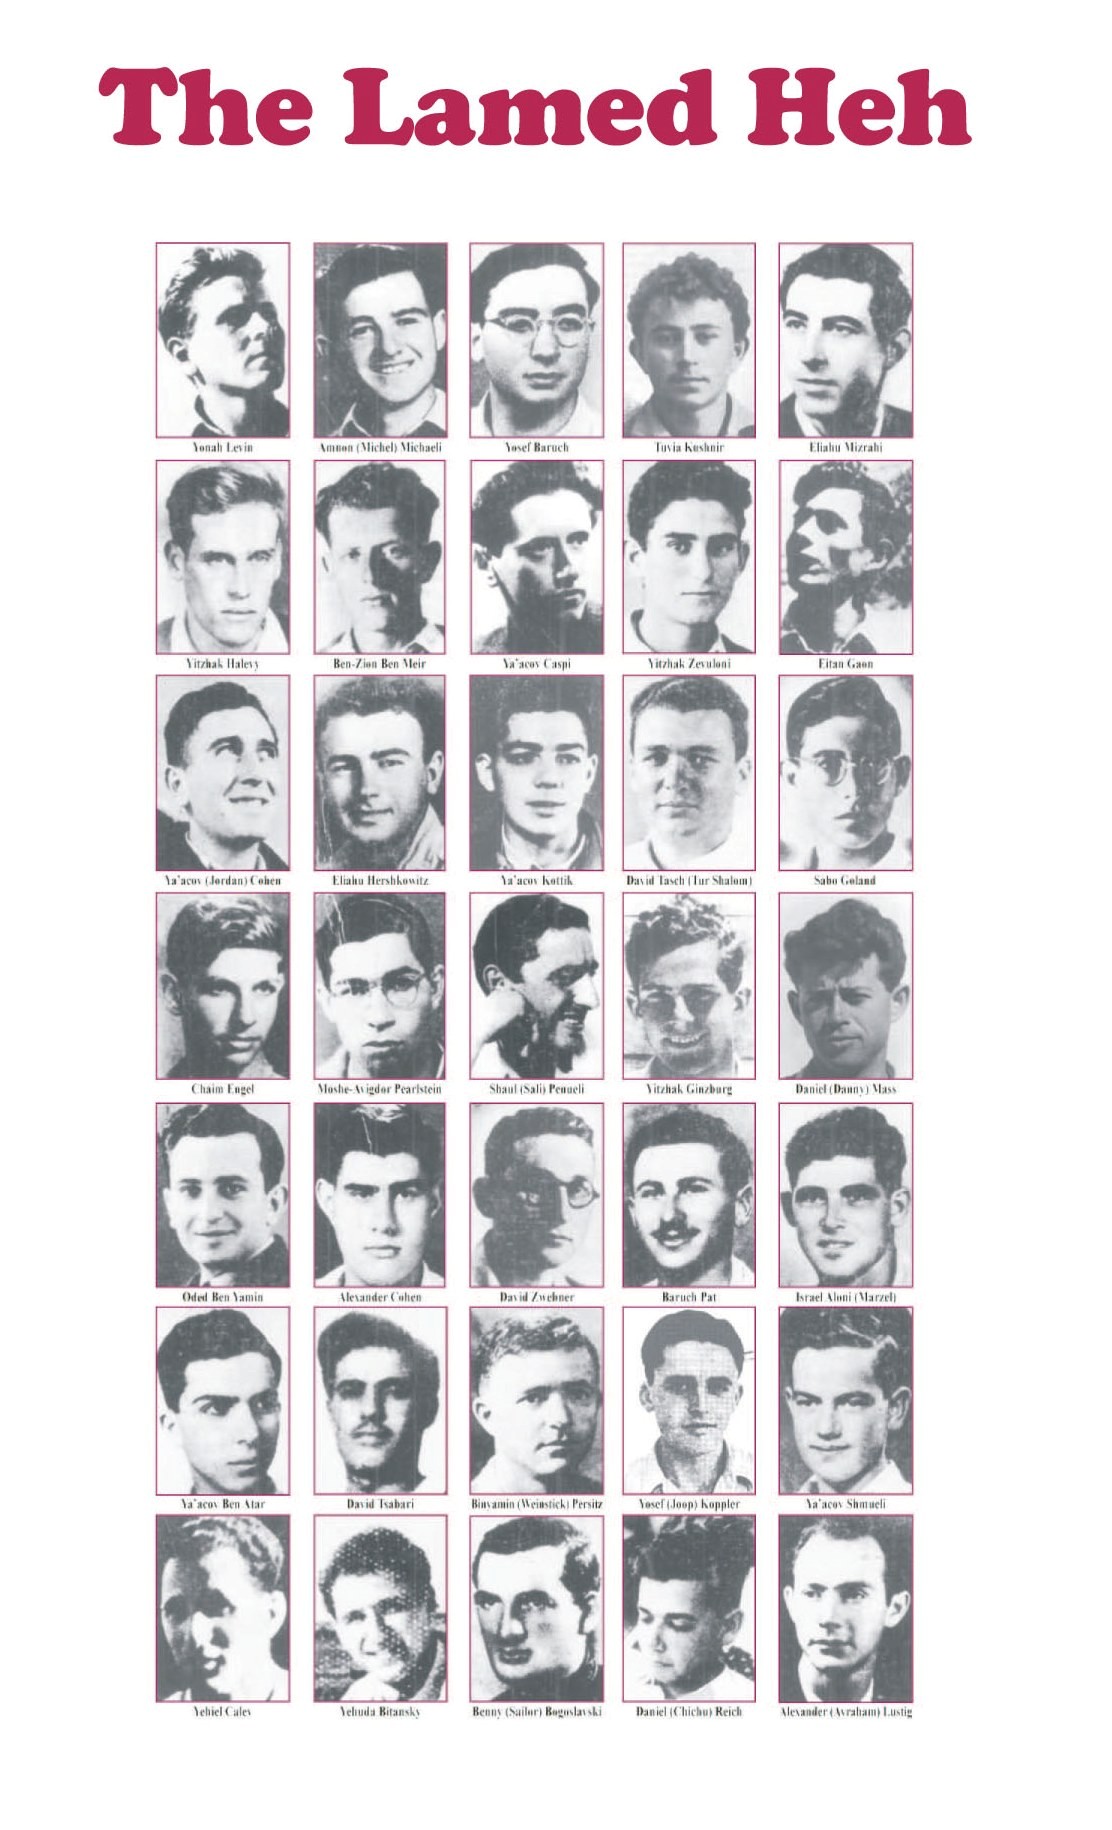 The Lamed Heh
Yonah Levin
Amnon (Michel) Michaeli
Yosef Baruch
Tuvia Kushnir
Eliahu Mizrahi
Yitzhak Halevy
Ben-Zion Ben Meir
Ya'acov Caspi
Yitzhak Zevuloni
Eitan Gaon
Ya'acov (Jordan) Cohen
Eliahu Hershkowitz
Ya'acov Kottik
David Tasch (Tur Shalom)
Sabo Goland
Chaim Engel
Moshe-Avigdor Pearlstein
Shaul (Sali) Penueli
Yitzhak Ginzburg
Daniel (Danny) Mass
Oded Ben Yamin
Alexander Cohen
David Zwebner
Baruch Pat
Israel Aloni (Marzel)
Ya'acov Ben Atar
David Tsabari
Binyamin (Weinstick) Persitz
Yosef (Joop) Koppler
Ya'acov Shmueli
Yehiel Calev
Yehuda Bitansky
Benny (Sailor) Bogoslavski
Daniel (Chichu) Reich
Alexander (Avraham) Lustig